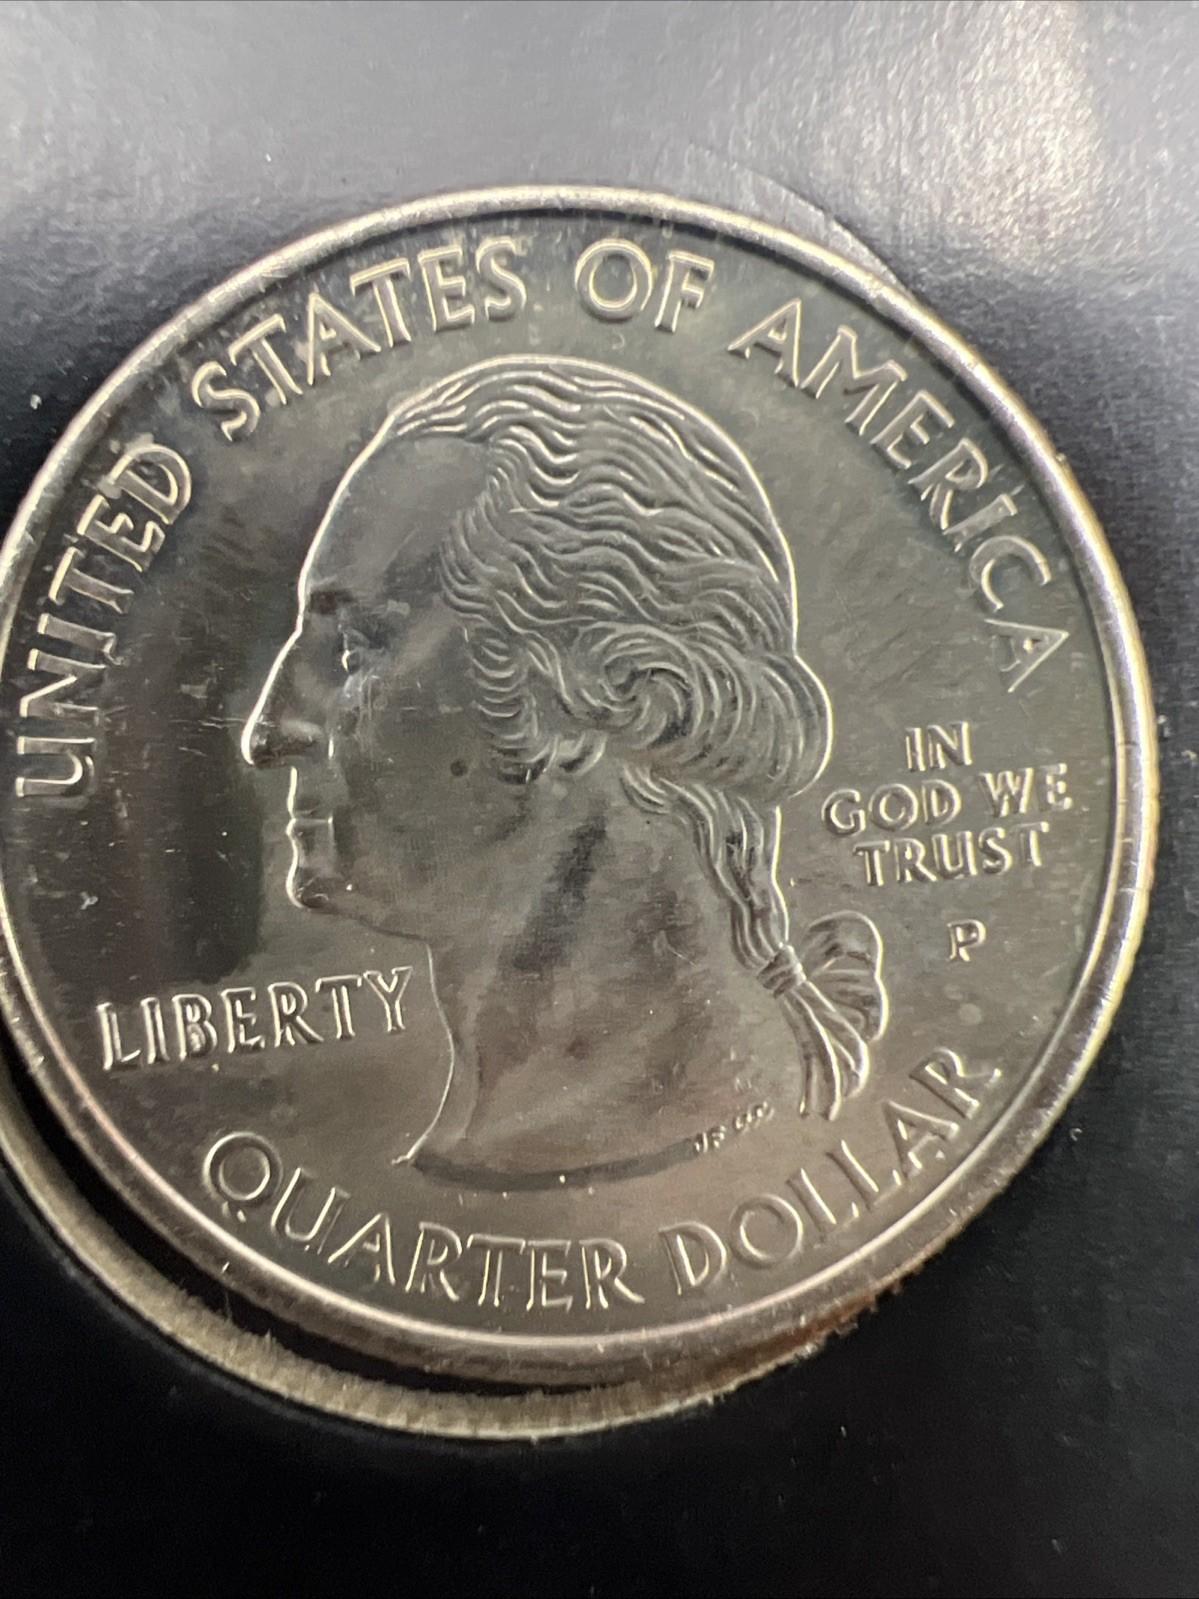 UNITED STATES OF AMERICA
IN
GOD WE
TRUST
P
LIBERTY
QUARTER DOLLAR